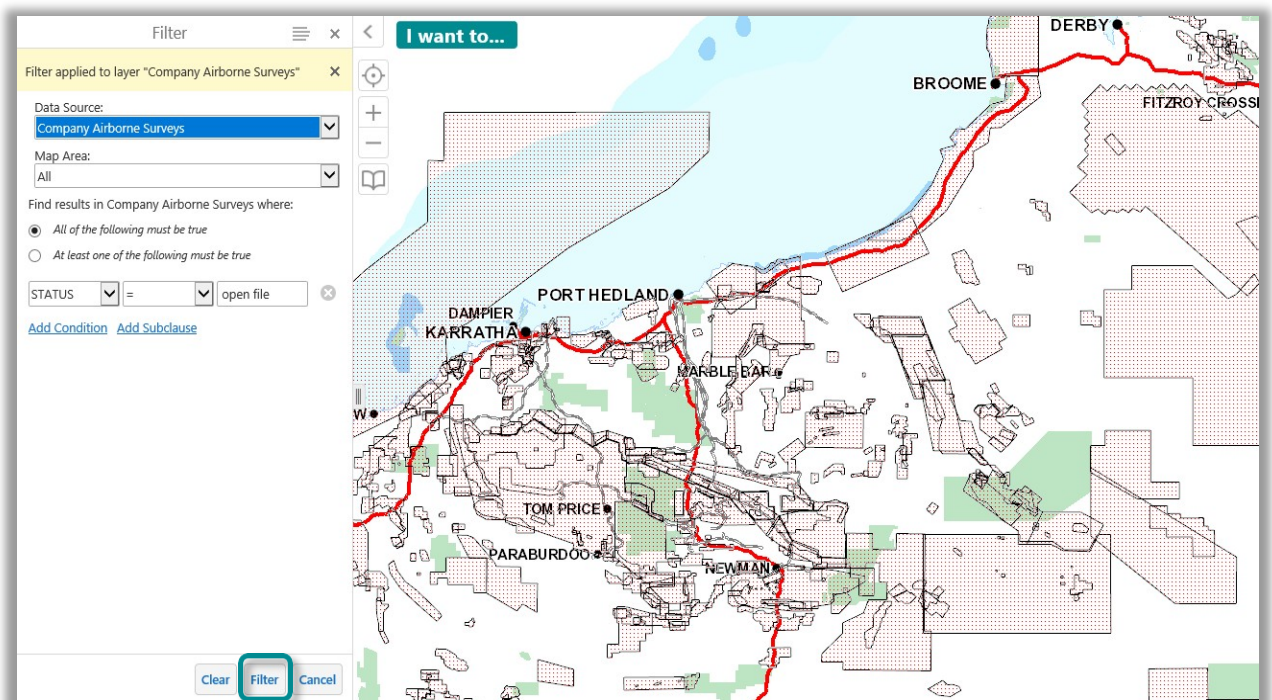 Filter
Filter applied to layer "Company Airborne Surveys"
Data Source:
Company Airborne Surveys
Map Area:
All
Find results in Company Airborne Surveys where:
All of the following must be true
At least one of the following must be true
STATUS = open file
Add Condition Add Subclause
Clear Filter Cancel
I want to...
DERBY
BROOME
FITZROY CROSSI
PORT HEDLAND
DAMPIER
KARRATHA
MARBLE BAR
W
TOM PRICE
PARABURDOO
NEWMAN